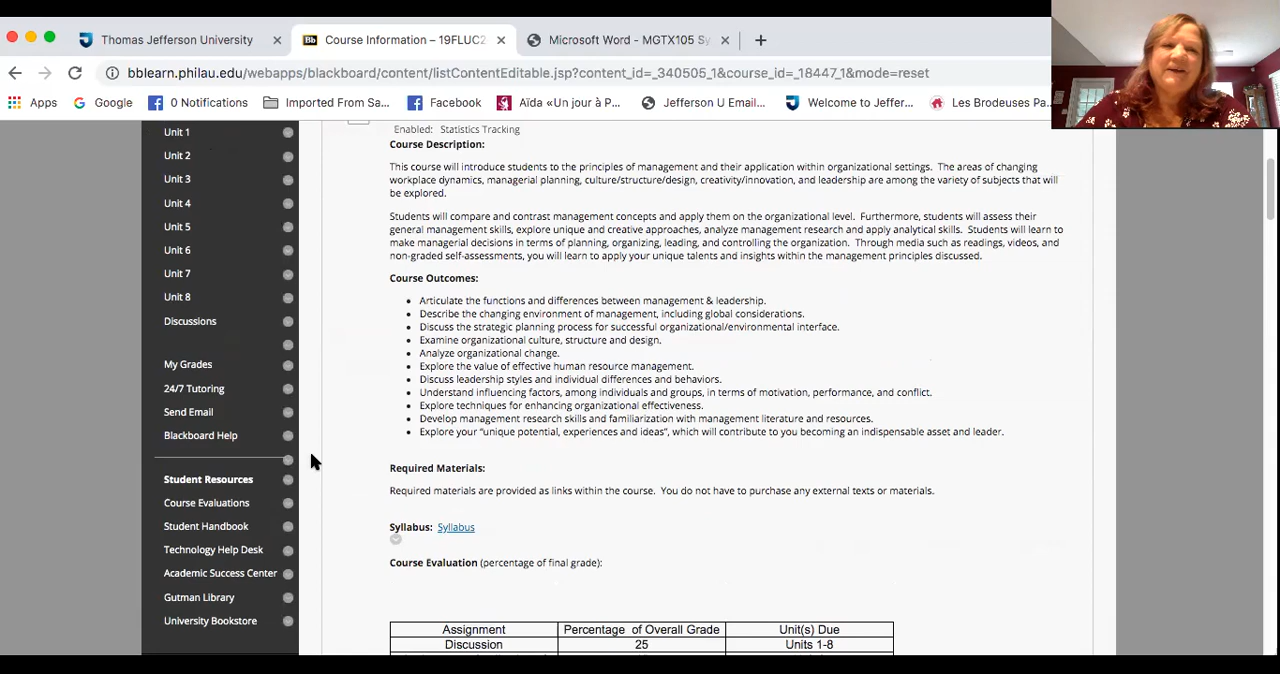 Thomas Jefferson University
Course Information – 19FLUC2
Microsoft Word - MGTX105 Sy
bblearn.philau.edu/webapps/blackboard/content/listContentEditable.jsp?content_id=_340505_1&course_id=_18447_1&mode=reset
Apps Google 0 Notifications Imported From Sa... Facebook Aïda «Un jour à P... Jefferson U Email... Welcome to Jeffer... Les Brodeuses Pa...
Unit 1
Unit 2
Unit 3
Unit 4
Unit 5
Unit 6
Unit 7
Unit 8
Discussions
My Grades
24/7 Tutoring
Send Email
Blackboard Help
Student Resources
Course Evaluations
Student Handbook
Technology Help Desk
Academic Success Center
Gutman Library
University Bookstore
Enabled: Statistics Tracking
Course Description:
This course will introduce students to the principles of management and their application within organizational settings. The areas of changing
workplace dynamics, managerial planning, culture/structure/design, creativity/innovation, and leadership are among the variety of subjects that will
be explored.
Students will compare and contrast management concepts and apply them on the organizational level. Furthermore, students will assess their
general management skills, explore unique and creative approaches, analyze management research and apply analytical skills. Students will learn to
make managerial decisions in terms of planning, organizing, leading, and controlling the organization. Through media such as readings, videos, and
non-graded self-assessments, you will learn to apply your unique talents and insights within the management principles discussed.
Course Outcomes:
• Articulate the functions and differences between management & leadership.
• Describe the changing environment of management, including global considerations.
• Discuss the strategic planning process for successful organizational/environmental interface.
• Examine organizational culture, structure and design.
• Analyze organizational change.
• Explore the value of effective human resource management.
• Discuss leadership styles and individual differences and behaviors.
• Understand influencing factors, among individuals and groups, in terms of motivation, performance, and conflict.
• Explore techniques for enhancing organizational effectiveness.
• Develop management research skills and familiarization with management literature and resources.
• Explore your “unique potential, experiences and ideas”, which will contribute to you becoming an indispensable asset and leader.
Required Materials:
Required materials are provided as links within the course. You do not have to purchase any external texts or materials.
Syllabus: Syllabus
Course Evaluation (percentage of final grade):
Assignment Percentage of Overall Grade Unit(s) Due
Discussion 25 Units 1-8